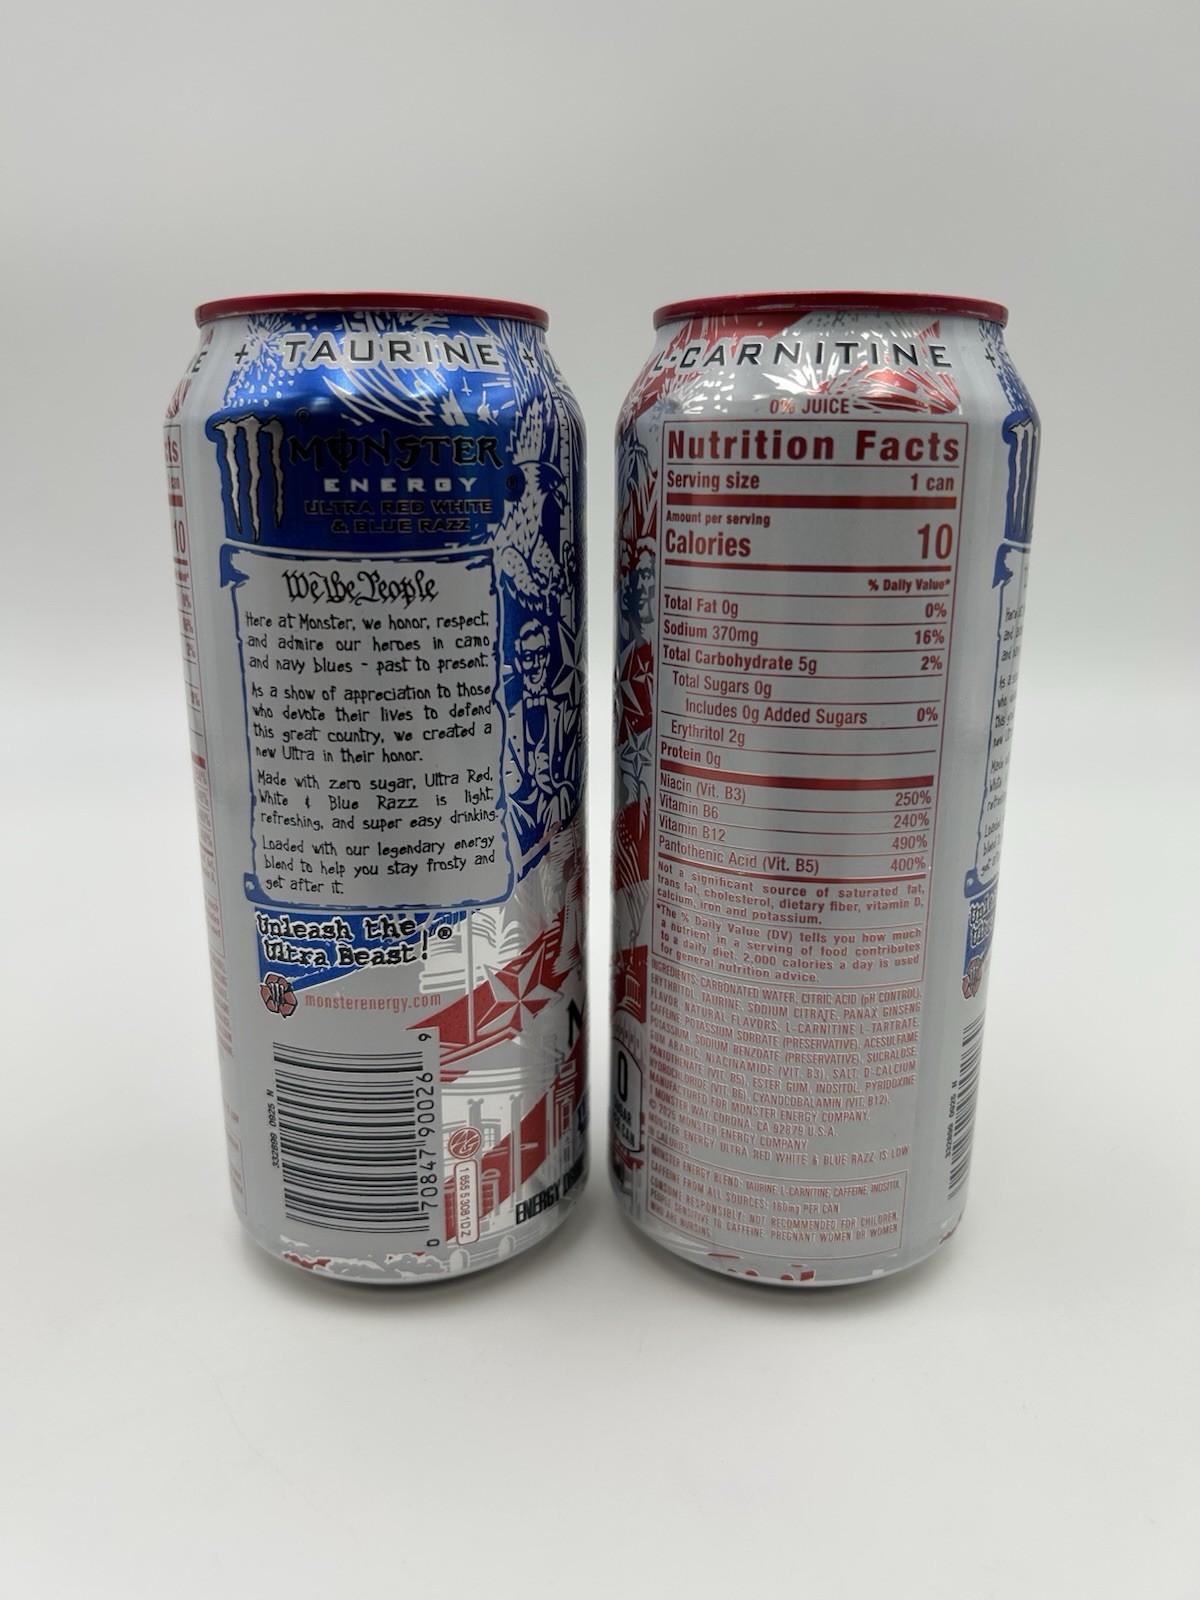 E + TAURINE +
MONSTER
ENERGY
ULTRA RED WHITE
& BLUE RAZZ
We the People
Here at Monster, we honor, respect,
and admire our heroes in camo
and navy blues - past to present.
As a show of appreciation to those
who devote their lives to defend
this great country, we created a
new Ultra in their honor.
Made with zero sugar, Ultra Red,
White & Blue Razz is light,
refreshing, and super easy drinking.
Loaded with our legendary energy
blend to help you stay frosty and
get after it.
Unleash the
Ultra Beast!®
monsterenergy.com
332899 0925 N
0 70847 90026 9
1 655 5 3081D Z
ENERGY
L-CARNITINE +
0% JUICE
Nutrition Facts
Serving size 1 can
Amount per serving
Calories 10
% Daily Value*
Total Fat 0g 0%
Sodium 370mg 16%
Total Carbohydrate 5g 2%
Total Sugars 0g
Includes 0g Added Sugars 0%
Erythritol 2g
Protein 0g
Niacin (Vit. B3) 250%
Vitamin B6 240%
Vitamin B12 490%
Pantothenic Acid (Vit. B5) 400%
Not a significant source of saturated fat,
trans fat, cholesterol, dietary fiber, vitamin D,
calcium, iron and potassium.
*The % Daily Value (DV) tells you how much
a nutrient in a serving of food contributes
to a daily diet. 2,000 calories a day is used
for general nutrition advice.
INGREDIENTS: CARBONATED WATER, CITRIC ACID (pH CONTROL),
ERYTHRITOL, TAURINE, SODIUM CITRATE, PANAX GINSENG
FLAVOR, NATURAL FLAVORS, L-CARNITINE L-TARTRATE,
CAFFEINE, POTASSIUM SORBATE (PRESERVATIVE), ACESULFAME
POTASSIUM, SODIUM BENZOATE (PRESERVATIVE), SUCRALOSE,
GUM ARABIC, NIACINAMIDE (VIT. B3), SALT, D-CALCIUM
PANTOTHENATE (VIT. B5), ESTER GUM, INOSITOL, PYRIDOXINE
HYDROCHLORIDE (VIT. B6), CYANOCOBALAMIN (VIT. B12).
MANUFACTURED FOR MONSTER ENERGY COMPANY.
1 MONSTER WAY, CORONA, CA 92879 U.S.A.
© 2025 MONSTER ENERGY COMPANY
MONSTER ENERGY ULTRA RED WHITE & BLUE RAZZ IS LOW
IN CALORIES.
MONSTER ENERGY BLEND: TAURINE, L-CARNITINE, CAFFEINE, INOSITOL
CAFFEINE FROM ALL SOURCES: 160mg PER CAN
CONSUME RESPONSIBLY: NOT RECOMMENDED FOR CHILDREN,
PEOPLE SENSITIVE TO CAFFEINE, PREGNANT WOMEN OR WOMEN
WHO ARE NURSING.
332899 0925 N